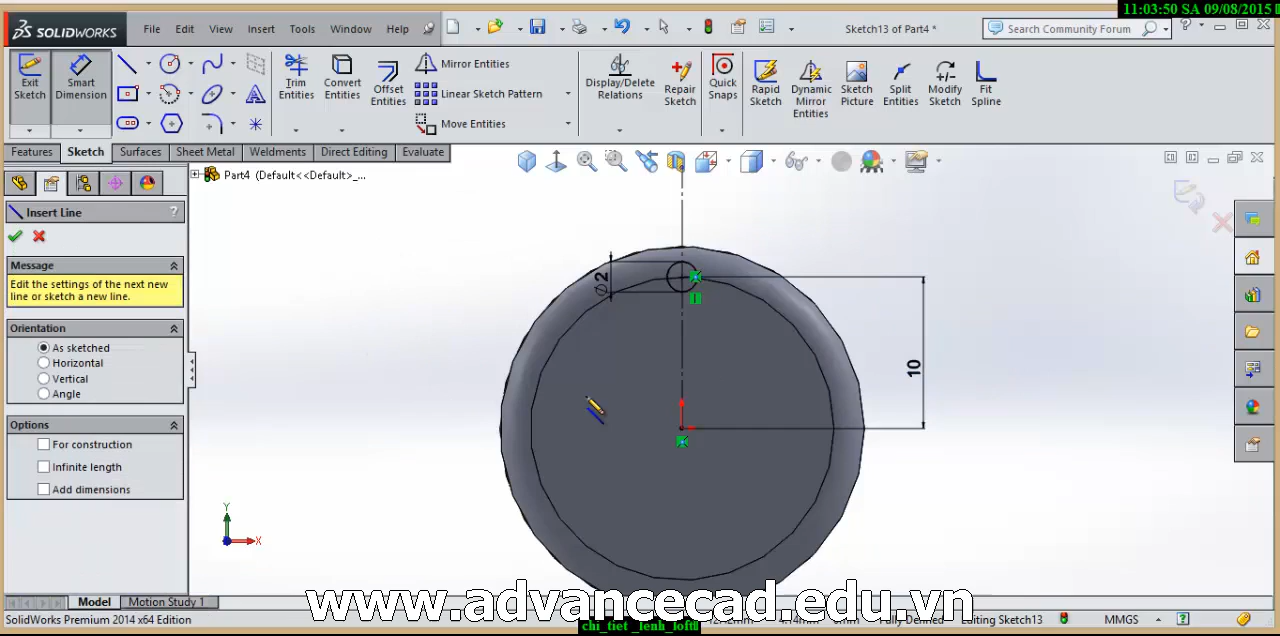 11:03:50 SA 09/08/2015
SOLIDWORKS
File Edit View Insert Tools Window Help
Sketch13 of Part4 *
Search Community Forum
Exit Sketch
Smart Dimension
Trim Entities
Convert Entities
Offset Entities
Mirror Entities
Linear Sketch Pattern
Move Entities
Display/Delete Relations
Repair Sketch
Quick Snaps
Rapid Sketch
Dynamic Mirror Entities
Sketch Picture
Split Entities
Modify Sketch
Fit Spline
Features Sketch Surfaces Sheet Metal Weldments Direct Editing Evaluate
Part4 (Default<<Default>_...
Insert Line ?
Message
Edit the settings of the next new
line or sketch a new line.
Orientation
As sketched
Horizontal
Vertical
Angle
Options
For construction
Infinite length
Add dimensions
∅2
10
Y
X
Model Motion Study 1
www.advancecad.edu.vn
SolidWorks Premium 2014 x64 Edition
Fully Defined Editing Sketch13 MMGS
chi_tiet _lenh_loft